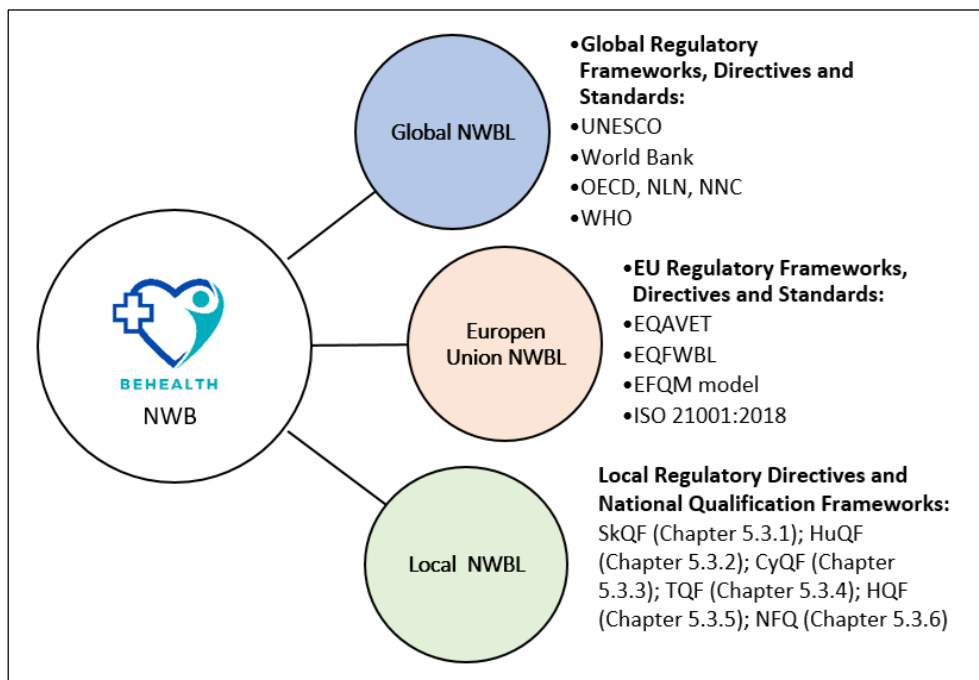 •Global Regulatory
Frameworks, Directives and
Standards:
•UNESCO
•World Bank
•OECD, NLN, NNC
•WHO
Global NWBL
•EU Regulatory Frameworks,
Directives and Standards:
•EQAVET
•EQFWBL
•EFQM model
•ISO 21001:2018
Europen
Union NWBL
BEHEALTH
NWB
Local Regulatory Directives and
National Qualification Frameworks:
SkQF (Chapter 5.3.1); HuQF
(Chapter 5.3.2); CyQF (Chapter
5.3.3); TQF (Chapter 5.3.4); HQF
(Chapter 5.3.5); NFQ (Chapter 5.3.6)
Local NWBL